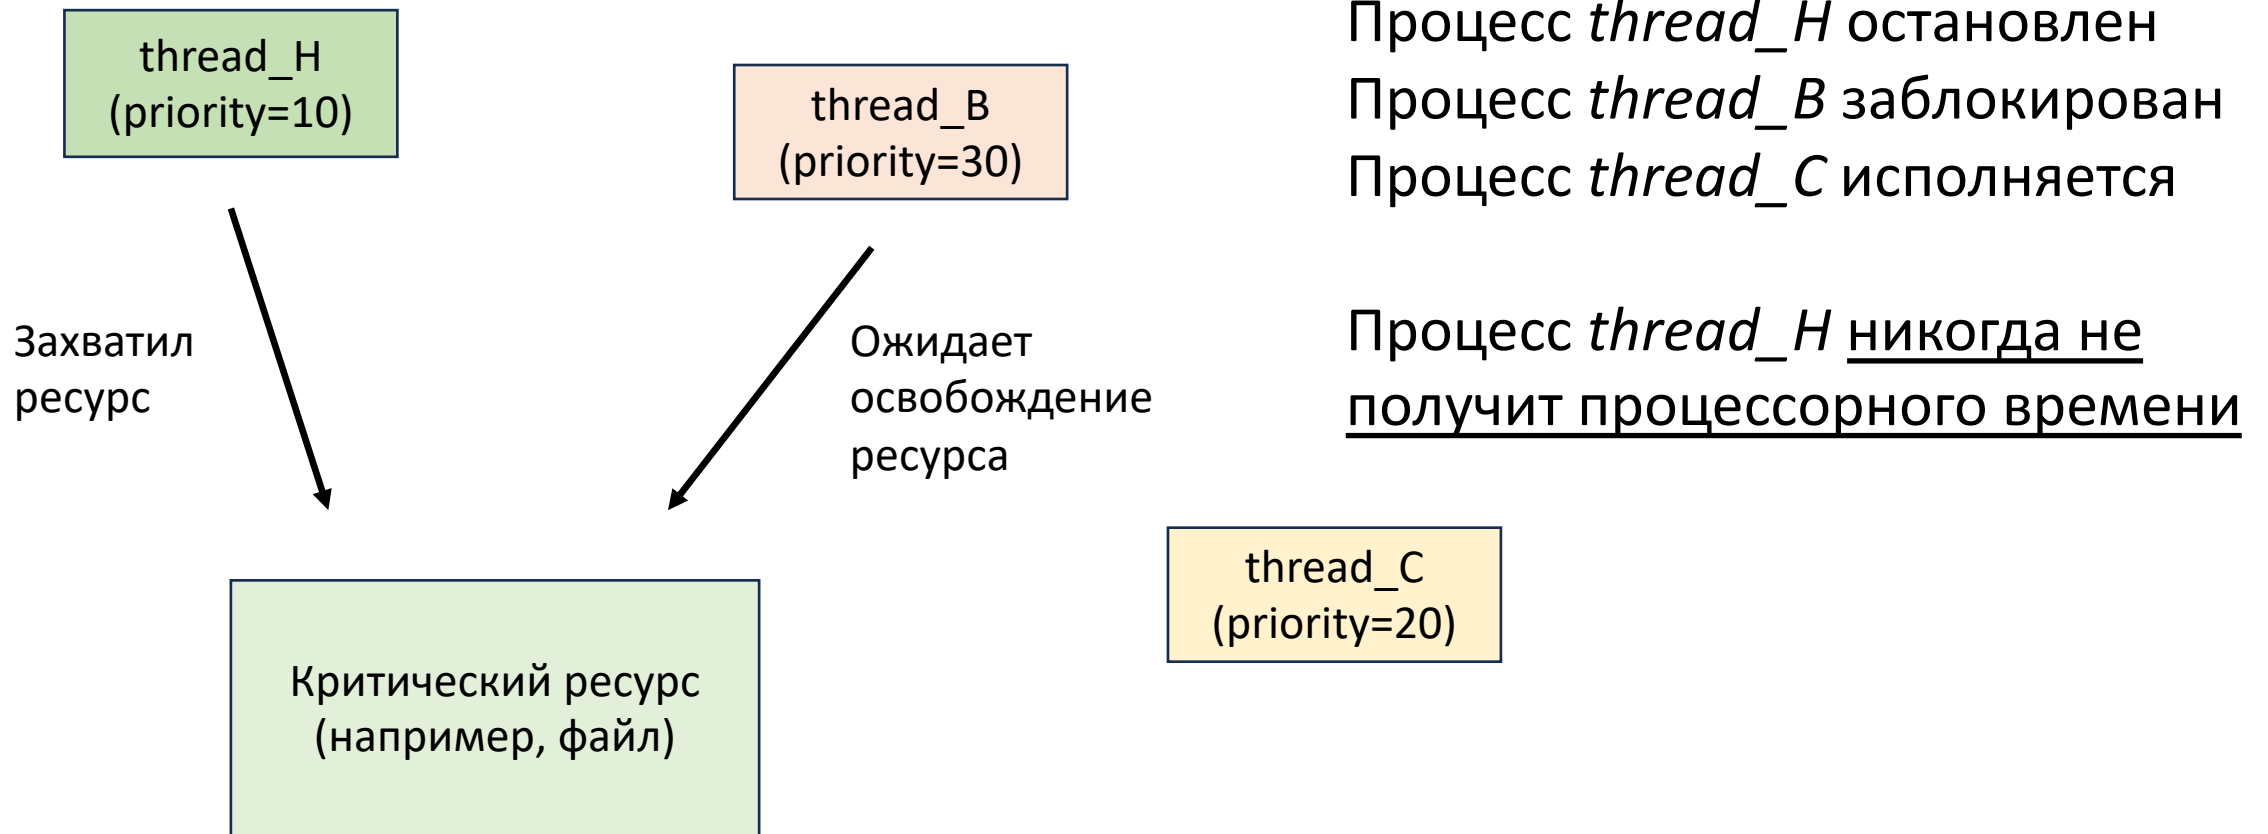 thread_H
(priority=10)
thread_B
(priority=30)
Процесс thread_H остановлен
Процесс thread_B заблокирован
Процесс thread_C исполняется
Захватил
ресурс
Ожидает
освобождение
ресурса
Процесс thread_H никогда не
получит процессорного времени
thread_C
(priority=20)
Критический ресурс
(например, файл)